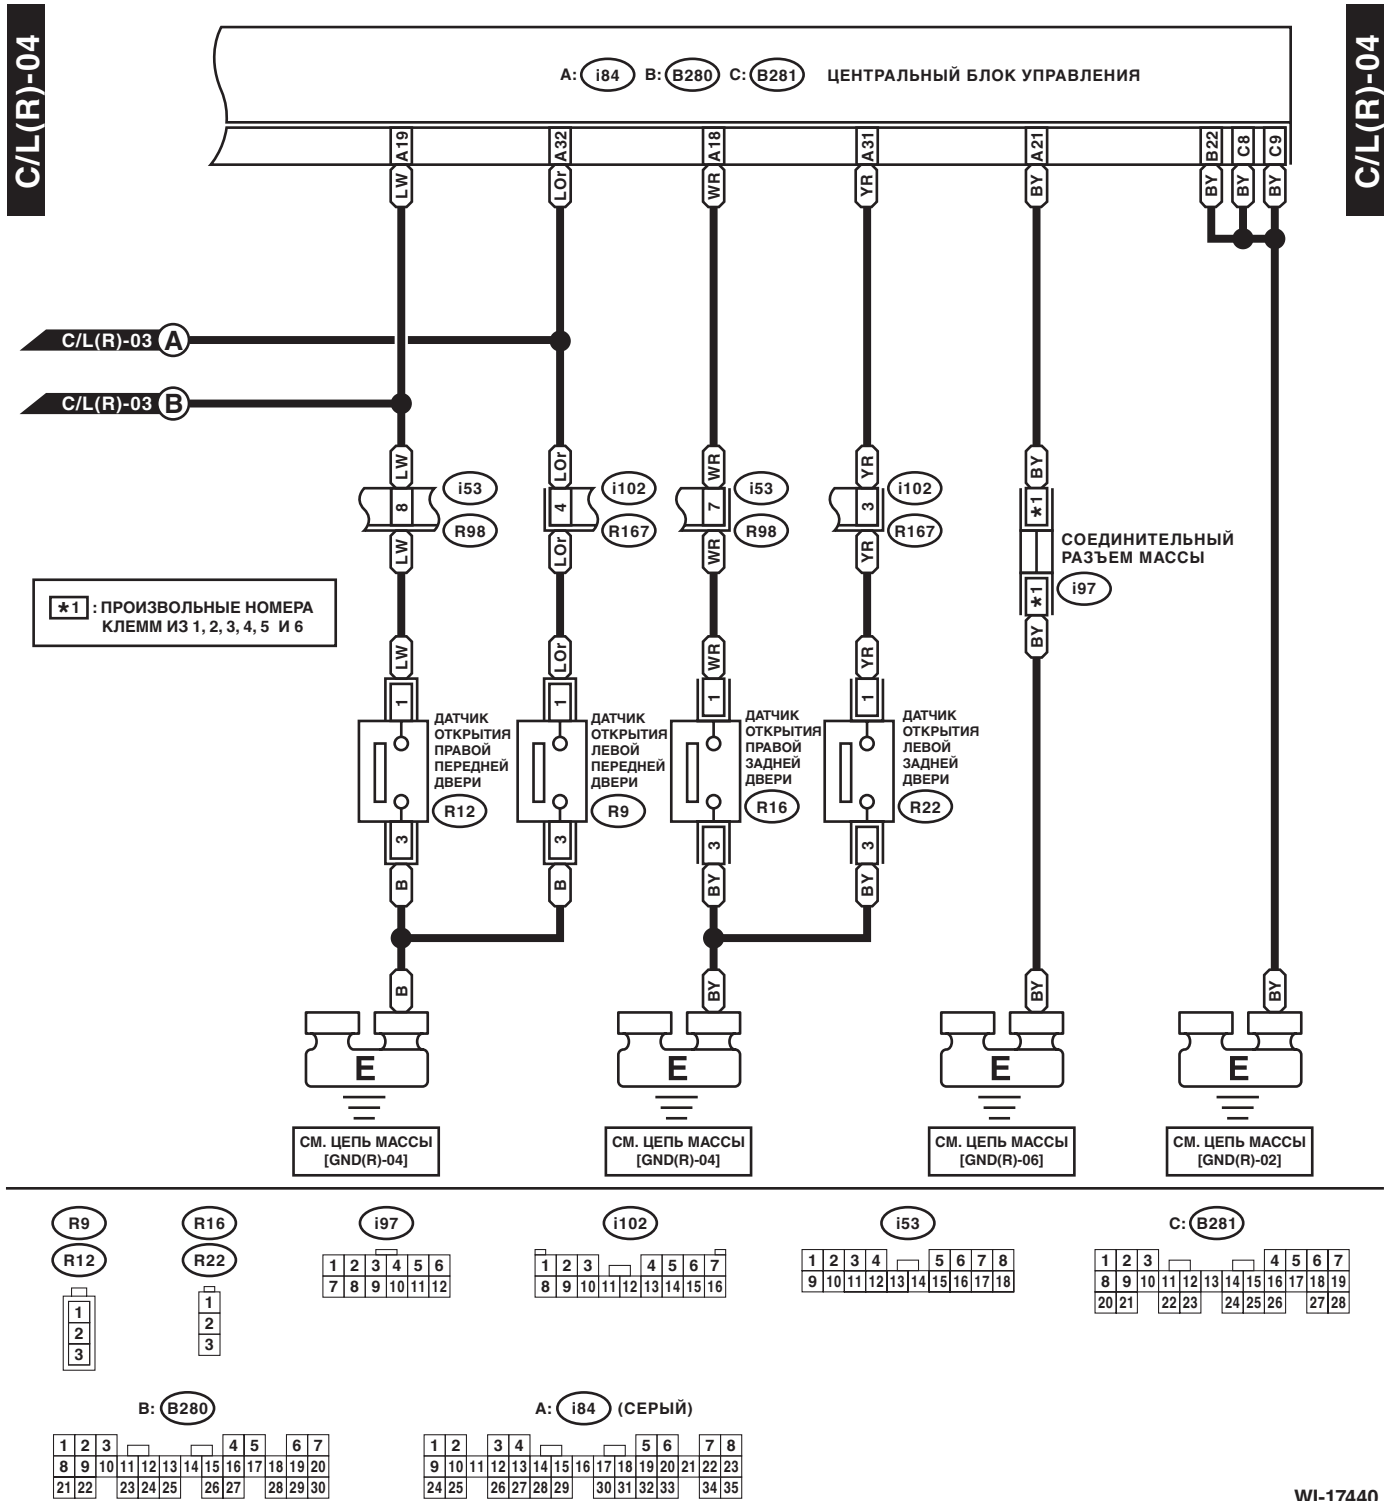 C/L(R)-04
C/L(R)-04
A: i84 B: B280 C: B281 ЦЕНТРАЛЬНЫЙ БЛОК УПРАВЛЕНИЯ
A19 A32 A18 A31 A21 B22 C8 C9
LW LOr WR YR BY BY BY BY
C/L(R)-03 A
C/L(R)-03 B
LW LOr WR YR BY
8 i53 4 i102 7 i53 3 i102 *1
R98 R167 R98 R167
LW LOr WR YR
СОЕДИНИТЕЛЬНЫЙ
РАЗЪЕМ МАССЫ
*1 i97
BY
*1 : ПРОИЗВОЛЬНЫЕ НОМЕРА
КЛЕММ ИЗ 1, 2, 3, 4, 5 И 6
LW LOr WR YR
1 1 1 1
ДАТЧИК
ОТКРЫТИЯ
ПРАВОЙ
ПЕРЕДНЕЙ
ДВЕРИ
R12
ДАТЧИК
ОТКРЫТИЯ
ЛЕВОЙ
ПЕРЕДНЕЙ
ДВЕРИ
R9
ДАТЧИК
ОТКРЫТИЯ
ПРАВОЙ
ЗАДНЕЙ
ДВЕРИ
R16
ДАТЧИК
ОТКРЫТИЯ
ЛЕВОЙ
ЗАДНЕЙ
ДВЕРИ
R22
3 3 3 3
B B BY BY
B BY BY BY
E E E E
СМ. ЦЕПЬ МАССЫ
[GND(R)-04]
СМ. ЦЕПЬ МАССЫ
[GND(R)-04]
СМ. ЦЕПЬ МАССЫ
[GND(R)-06]
СМ. ЦЕПЬ МАССЫ
[GND(R)-02]
R9
R12
1
2
3
R16
R22
1
2
3
i97
1 2 3 4 5 6
7 8 9 10 11 12
i102
1 2 3 4 5 6 7
8 9 10 11 12 13 14 15 16
i53
1 2 3 4 5 6 7 8
9 10 11 12 13 14 15 16 17 18
C: B281
1 2 3 4 5 6 7
8 9 10 11 12 13 14 15 16 17 18 19
20 21 22 23 24 25 26 27 28
B: B280
1 2 3 4 5 6 7
8 9 10 11 12 13 14 15 16 17 18 19 20
21 22 23 24 25 26 27 28 29 30
A: i84 (СЕРЫЙ)
1 2 3 4 5 6 7 8
9 10 11 12 13 14 15 16 17 18 19 20 21 22 23
24 25 26 27 28 29 30 31 32 33 34 35
WI-17440